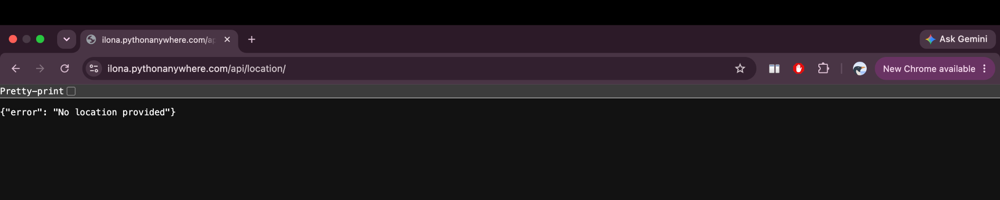 ilona.pythonanywhere.com/ap
Ask Gemini
ilona.pythonanywhere.com/api/location/
New Chrome available
Pretty-print
{"error": "No location provided"}